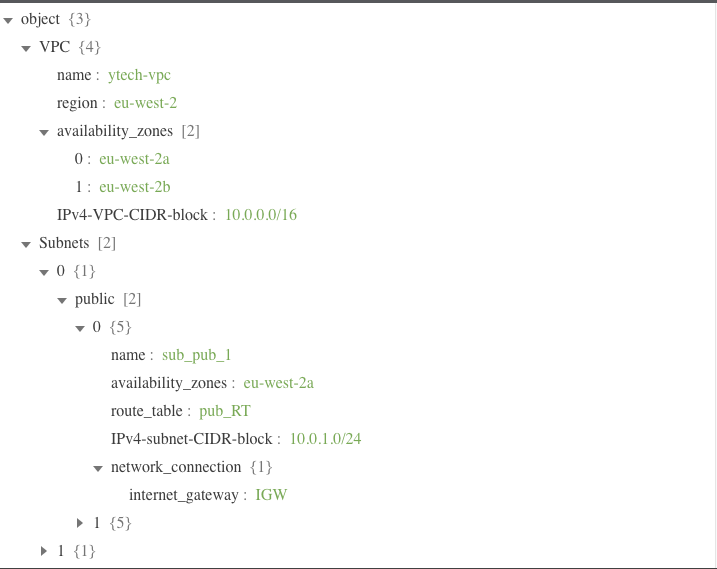 object {3}
VPC {4}
name : ytech-vpc
region : eu-west-2
availability_zones [2]
0 : eu-west-2a
1 : eu-west-2b
IPv4-VPC-CIDR-block : 10.0.0.0/16
Subnets [2]
0 {1}
public [2]
0 {5}
name : sub_pub_1
availability_zones : eu-west-2a
route_table : pub_RT
IPv4-subnet-CIDR-block : 10.0.1.0/24
network_connection {1}
internet_gateway : IGW
1 {5}
1 {1}